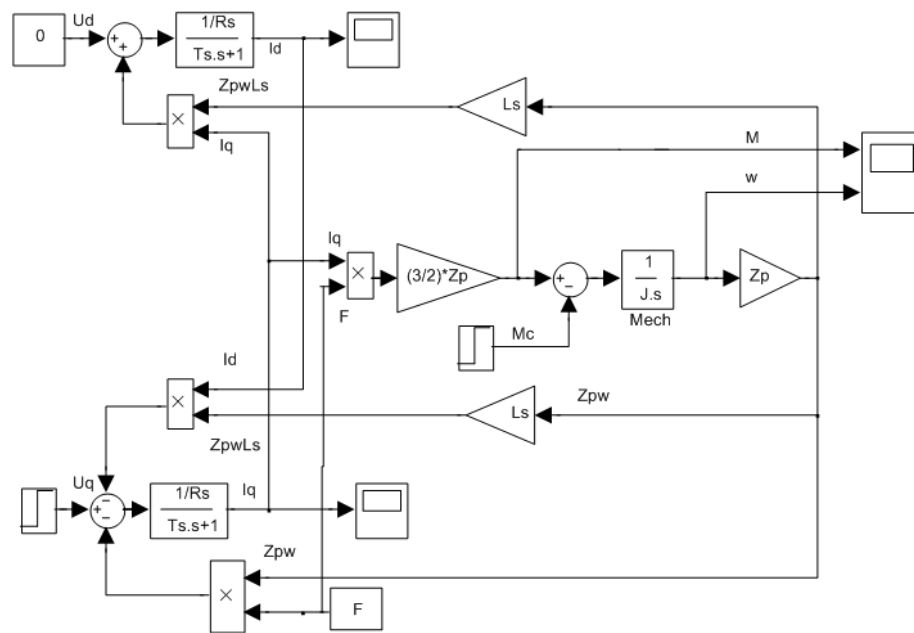 Ud
0
1/Rs
Ts.s+1
Id
+
+
ZpwLs
Ls
×
Iq
M
w
Iq
×
(3/2)*Zp
+
−
1
J.s
Mech
Zp
F
Mc
Id
×
Ls
Zpw
ZpwLs
Uq
−
+
−
1/Rs
Ts.s+1
Iq
Zpw
×
F